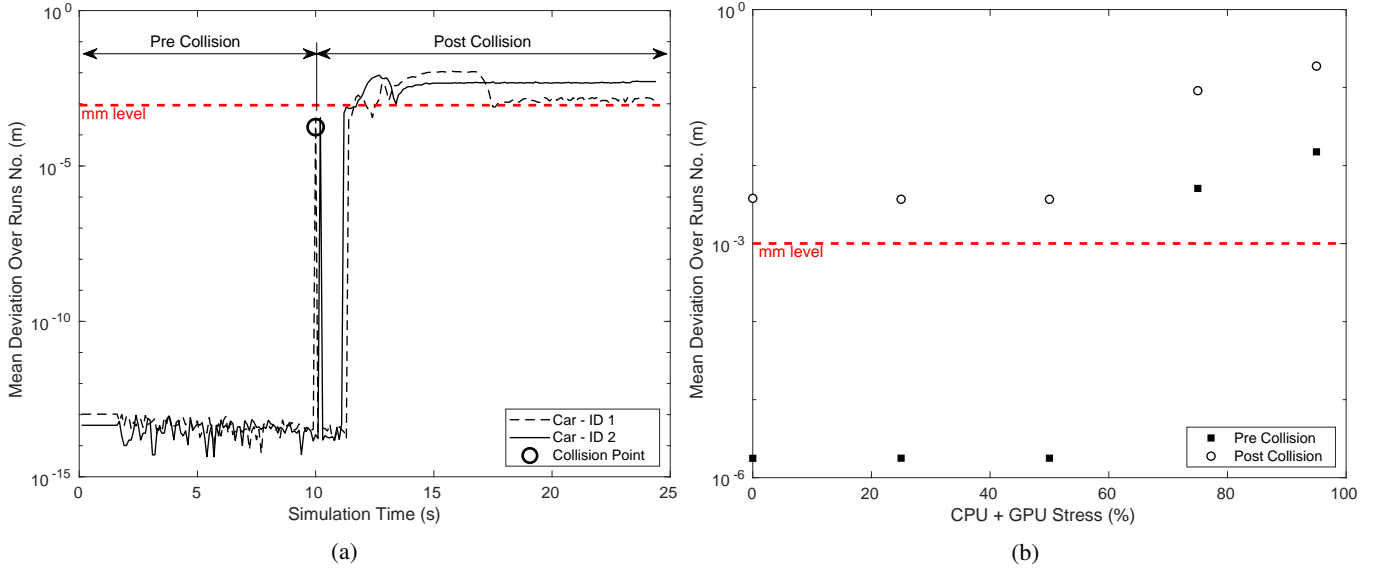 10^0
Pre Collision
Post Collision
mm level
10^-5
10^-10
10^-15
Mean Deviation Over Runs No. (m)
Car - ID 1
Car - ID 2
Collision Point
0
5
10
15
20
25
Simulation Time (s)
(a)
10^0
10^-3
mm level
10^-6
Mean Deviation Over Runs No. (m)
Pre Collision
Post Collision
0
20
40
60
80
100
CPU + GPU Stress (%)
(b)